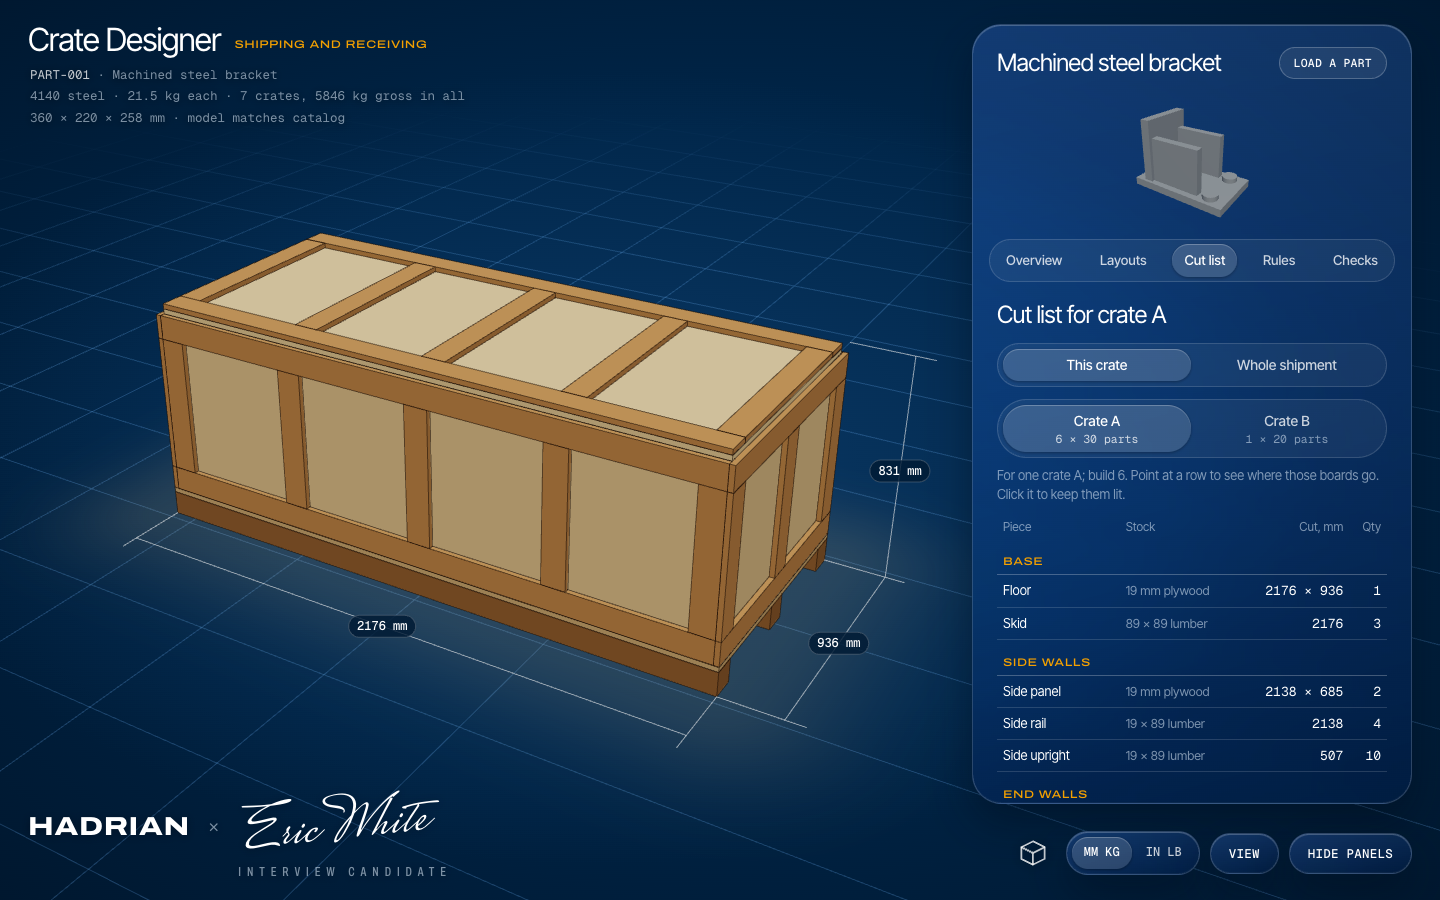 Crate Designer SHIPPING AND RECEIVING
PART-001 · Machined steel bracket
4140 steel · 21.5 kg each · 7 crates, 5846 kg gross in all
360 × 220 × 258 mm · model matches catalog
831 mm
2176 mm
936 mm
HADRIAN × Eric White
INTERVIEW CANDIDATE
Machined steel bracket LOAD A PART
Overview Layouts Cut list Rules Checks
Cut list for crate A
This crate Whole shipment
Crate A Crate B
6 × 30 parts 1 × 20 parts
For one crate A; build 6. Point at a row to see where those boards go.
Click it to keep them lit.
Piece Stock Cut, mm Qty
BASE
Floor 19 mm plywood 2176 × 936 1
Skid 89 × 89 lumber 2176 3
SIDE WALLS
Side panel 19 mm plywood 2138 × 685 2
Side rail 19 × 89 lumber 2138 4
Side upright 19 × 89 lumber 507 10
END WALLS
MM KG IN LB VIEW HIDE PANELS